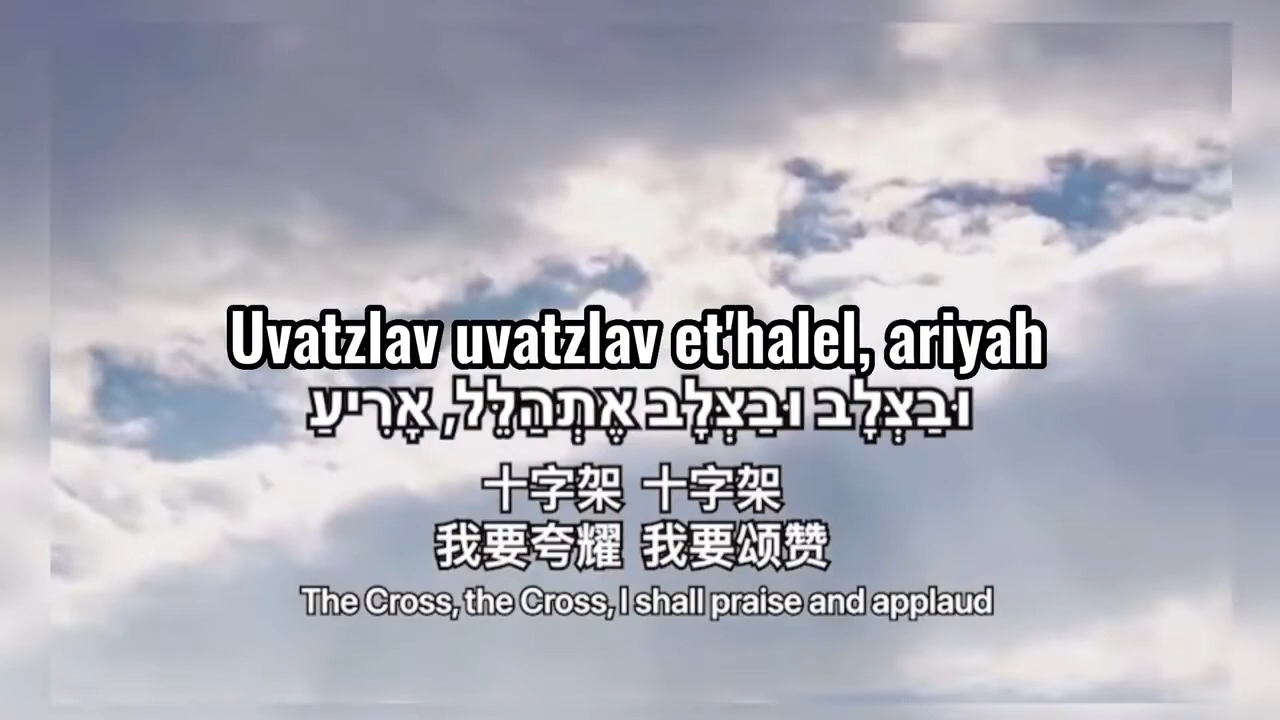 Uvatzlav uvatzlav et'halel, ariyah
וּבַצְּלָב וּבַצְּלָב אֶתְהַלֵּל, אָרִיעַ
十字架 十字架
我要夸耀 我要颂赞
The Cross, the Cross, I shall praise and applaud